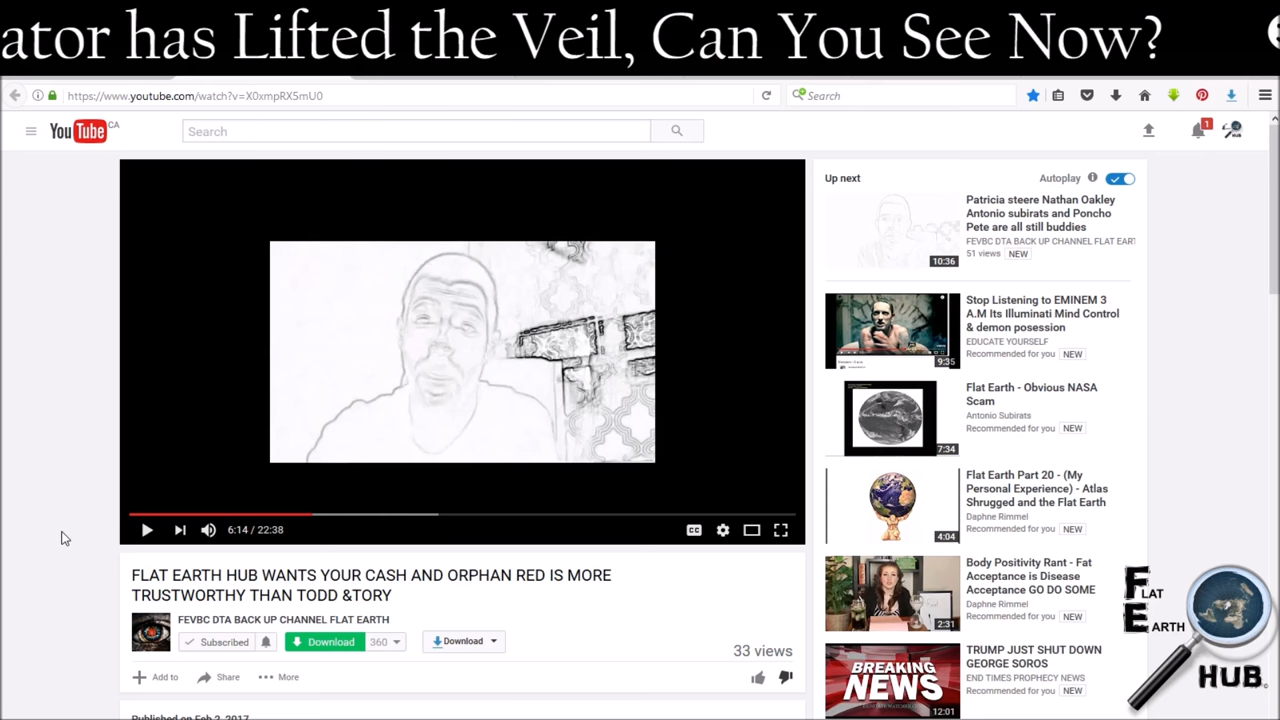 ator has Lifted the Veil, Can You See Now?
https://www.youtube.com/watch?v=X0xmpRX5mU0
Search
YouTube CA
Search
1
Up next
Autoplay
Patricia steere Nathan Oakley
Antonio subirats and Poncho
Pete are all still buddies
FEVBC DTA BACK UP CHANNEL FLAT EART
51 views NEW
10:36
Stop Listening to EMINEM 3
A.M Its Illuminati Mind Control
& demon posession
EDUCATE YOURSELF
Recommended for you NEW
9:35
Flat Earth - Obvious NASA
Scam
Antonio Subirats
Recommended for you NEW
7:34
Flat Earth Part 20 - (My
Personal Experience) - Atlas
Shrugged and the Flat Earth
Daphne Rimmel
Recommended for you NEW
4:04
Body Positivity Rant - Fat
Acceptance is Disease
Acceptance GO DO SOME
Daphne Rimmel
Recommended for you NEW
2:31
TRUMP JUST SHUT DOWN
GEORGE SOROS
END TIMES PROPHECY NEWS
Recommended for you NEW
BREAKING
NEWS
12:01
6:14 / 22:38
CC
FLAT EARTH HUB WANTS YOUR CASH AND ORPHAN RED IS MORE
TRUSTWORTHY THAN TODD &TORY
FEVBC DTA BACK UP CHANNEL FLAT EARTH
Subscribed
Download 360
Download
33 views
Add to
Share
More
Published on Feb 2, 2017
FLAT
EARTH
HUB